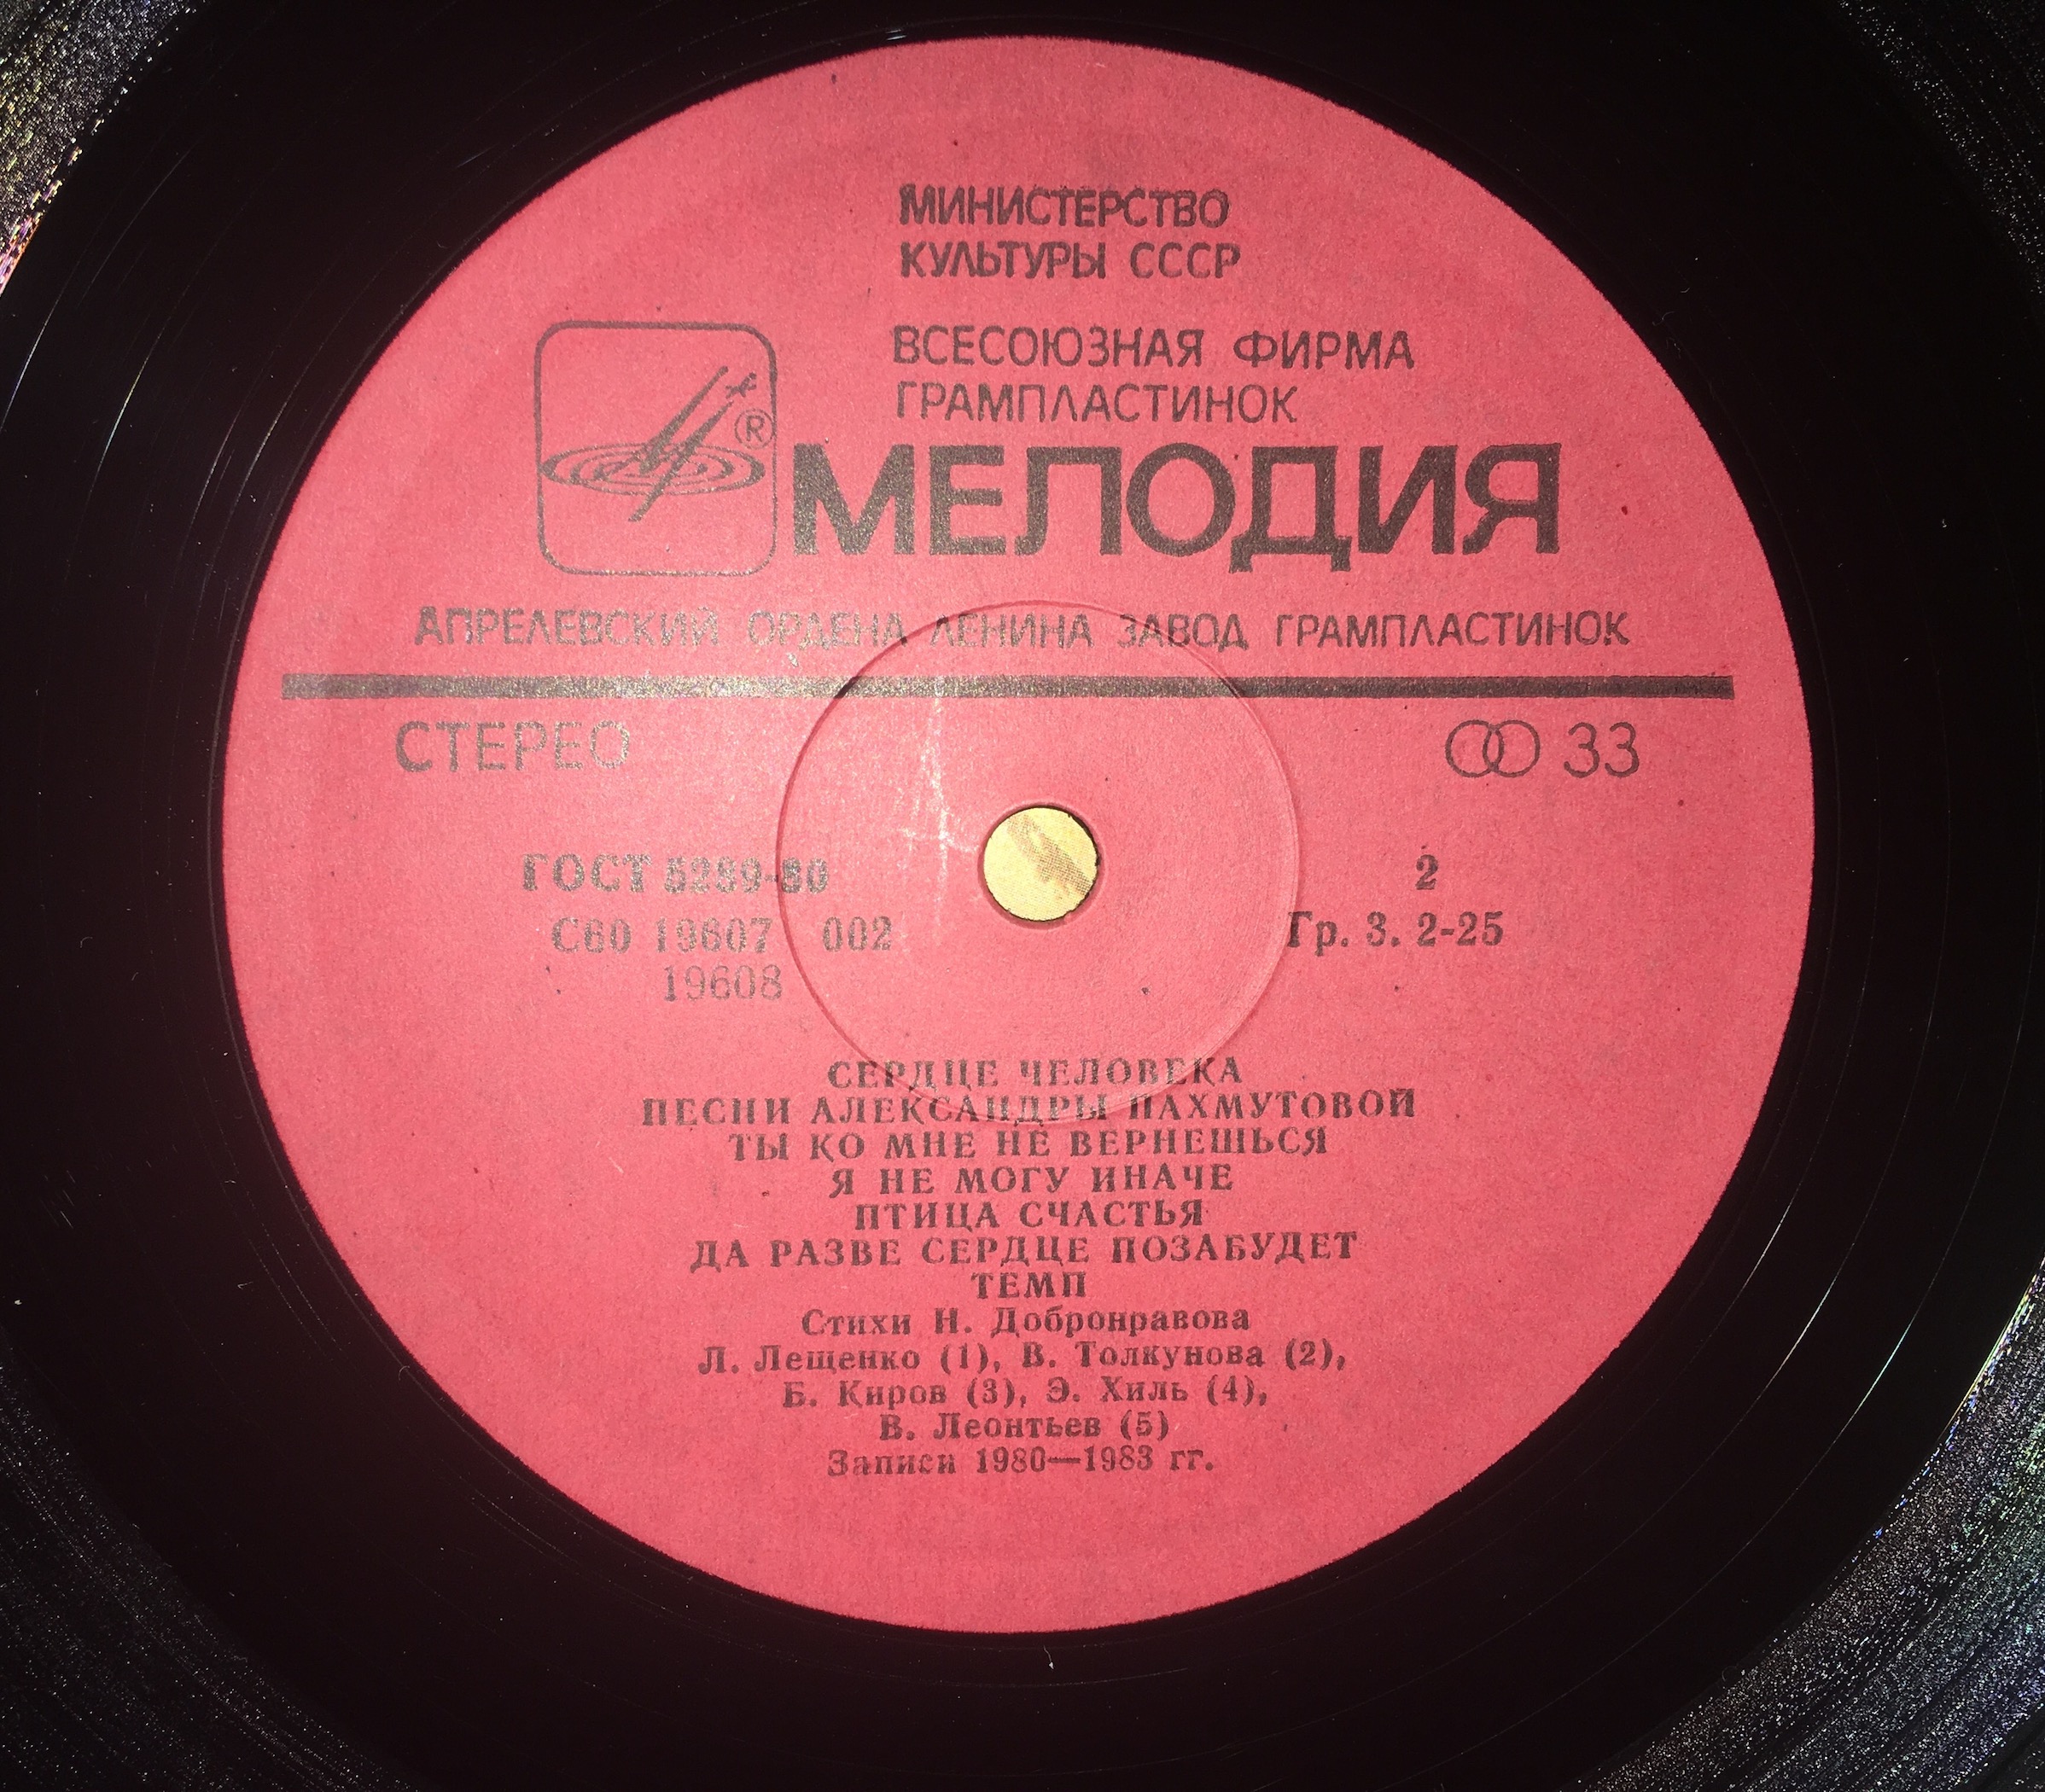 МИНИСТЕРСТВО
КУЛЬТУРЫ СССР
ВСЕСОЮЗНАЯ ФИРМА
ГРАМПЛАСТИНОК
®
МЕЛОДИЯ
АПРЕЛЕВСКИЙ ОРДЕНА ЛЕНИНА ЗАВОД ГРАМПЛАСТИНОК
СТЕРЕО 33
ГОСТ 5289-80 2
С60 19607 002 Гр. 3. 2-25
19608
СЕРДЦЕ ЧЕЛОВЕКА
ПЕСНИ АЛЕКСАНДРЫ ПАХМУТОВОЙ
ТЫ КО МНЕ НЕ ВЕРНЕШЬСЯ
Я НЕ МОГУ ИНАЧЕ
ПТИЦА СЧАСТЬЯ
ДА РАЗВЕ СЕРДЦЕ ПОЗАБУДЕТ
ТЕМП
Стихи Н. Добронравова
Л. Лещенко (1), В. Толкунова (2),
Б. Киров (3), Э. Хиль (4),
В. Леонтьев (5)
Записи 1980—1983 гг.